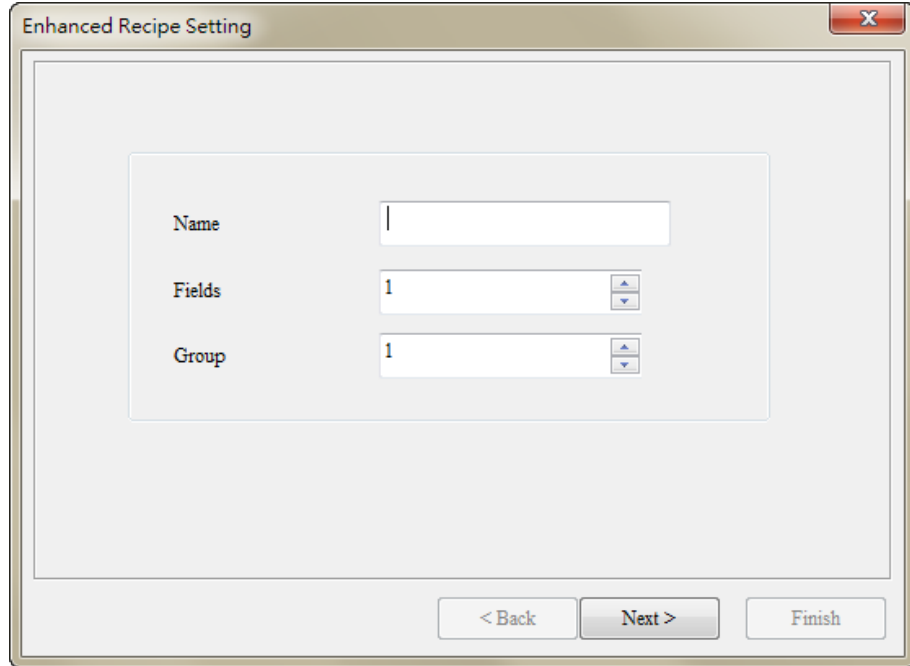 Enhanced Recipe Setting
Name
Fields 1
Group 1
< Back Next > Finish